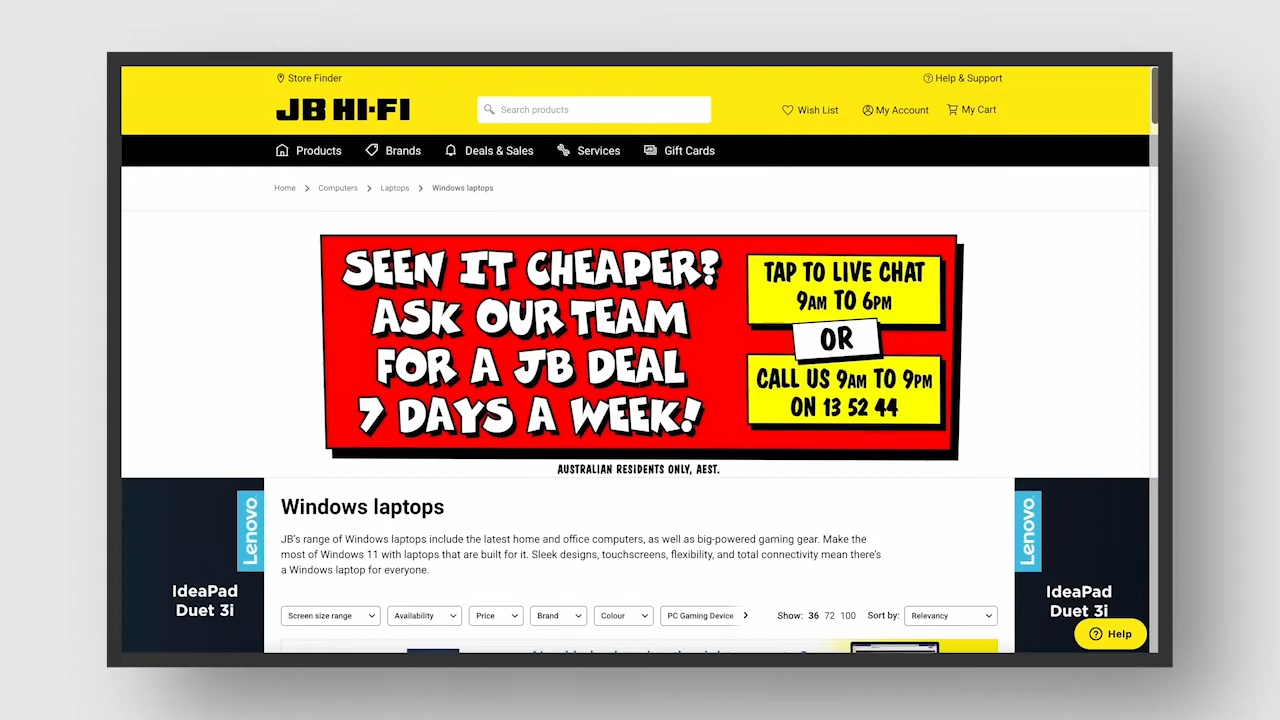 Store Finder
Help & Support
JB HI-FI
Search products
Wish List
My Account
My Cart
Products
Brands
Deals & Sales
Services
Gift Cards
Home
Computers
Laptops
Windows laptops
SEEN IT CHEAPER?
ASK OUR TEAM
FOR A JB DEAL
7 DAYS A WEEK!
TAP TO LIVE CHAT
9AM TO 6PM
OR
CALL US 9AM TO 9PM
ON 13 52 44
AUSTRALIAN RESIDENTS ONLY, AEST.
Lenovo
IdeaPad
Duet 3i
Windows laptops
JB's range of Windows laptops include the latest home and office computers, as well as big-powered gaming gear. Make the
most of Windows 11 with laptops that are built for it. Sleek designs, touchscreens, flexibility, and total connectivity mean there's
a Windows laptop for everyone.
Screen size range
Availability
Price
Brand
Colour
PC Gaming Device
Show: 36 72 100
Sort by:
Relevancy
Lenovo
IdeaPad
Duet 3i
Help